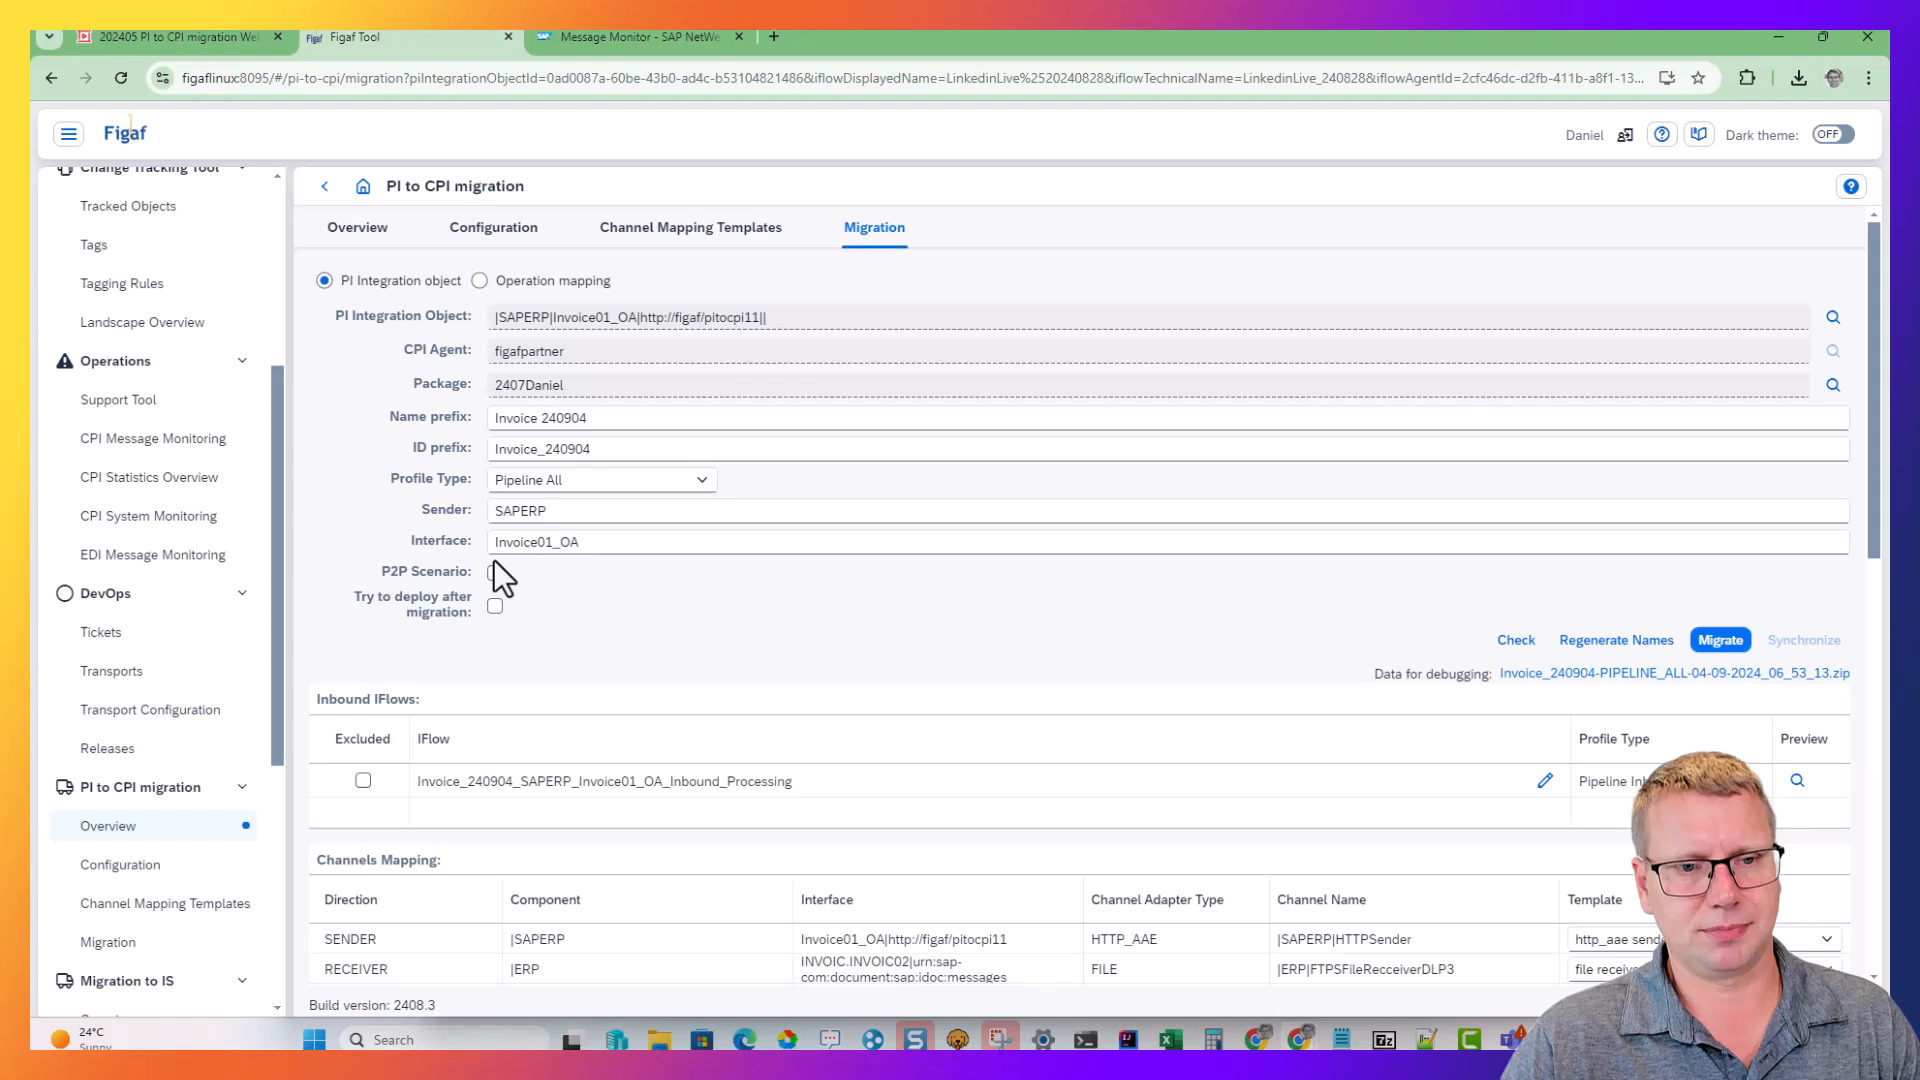 202405 PI to CPI migration Wel
Figaf Tool
Message Monitor - SAP NetWe
figaflinux:8095/#/pi-to-cpi/migration?piIntegrationObjectId=0ad0087a-60be-43b0-ad4c-b53104821486&iflowDisplayedName=LinkedinLive%2520240828&iflowTechnicalName=LinkedinLive_240828&iflowAgentId=2cfc46dc-d2fb-411b-a8f1-13...
Figaf
Daniel
Dark theme: OFF
Change Tracking Tool
Tracked Objects
Tags
Tagging Rules
Landscape Overview
Operations
Support Tool
CPI Message Monitoring
CPI Statistics Overview
CPI System Monitoring
EDI Message Monitoring
DevOps
Tickets
Transports
Transport Configuration
Releases
PI to CPI migration
Overview
Configuration
Channel Mapping Templates
Migration
Migration to IS
PI to CPI migration
Overview Configuration Channel Mapping Templates Migration
PI Integration object Operation mapping
PI Integration Object: |SAPERP|Invoice01_OA|http://figaf/pitocpi11||
CPI Agent: figafpartner
Package: 2407Daniel
Name prefix: Invoice 240904
ID prefix: Invoice_240904
Profile Type: Pipeline All
Sender: SAPERP
Interface: Invoice01_OA
P2P Scenario:
Try to deploy after
migration:
Check Regenerate Names Migrate Synchronize
Data for debugging: Invoice_240904-PIPELINE_ALL-04-09-2024_06_53_13.zip
Inbound IFlows:
Excluded IFlow Profile Type Preview
Invoice_240904_SAPERP_Invoice01_OA_Inbound_Processing Pipeline
Channels Mapping:
Direction Component Interface Channel Adapter Type Channel Name Template
SENDER |SAPERP Invoice01_OA|http://figaf/pitocpi11 HTTP_AAE |SAPERP|HTTPSender http_aae send
RECEIVER |ERP INVOIC.INVOIC02|urn:sap-
com:document:sap:idoc:messages FILE |ERP|FTPSFileRecceiverDLP3 file receiv
Build version: 2408.3
24°C
Sunny
Search